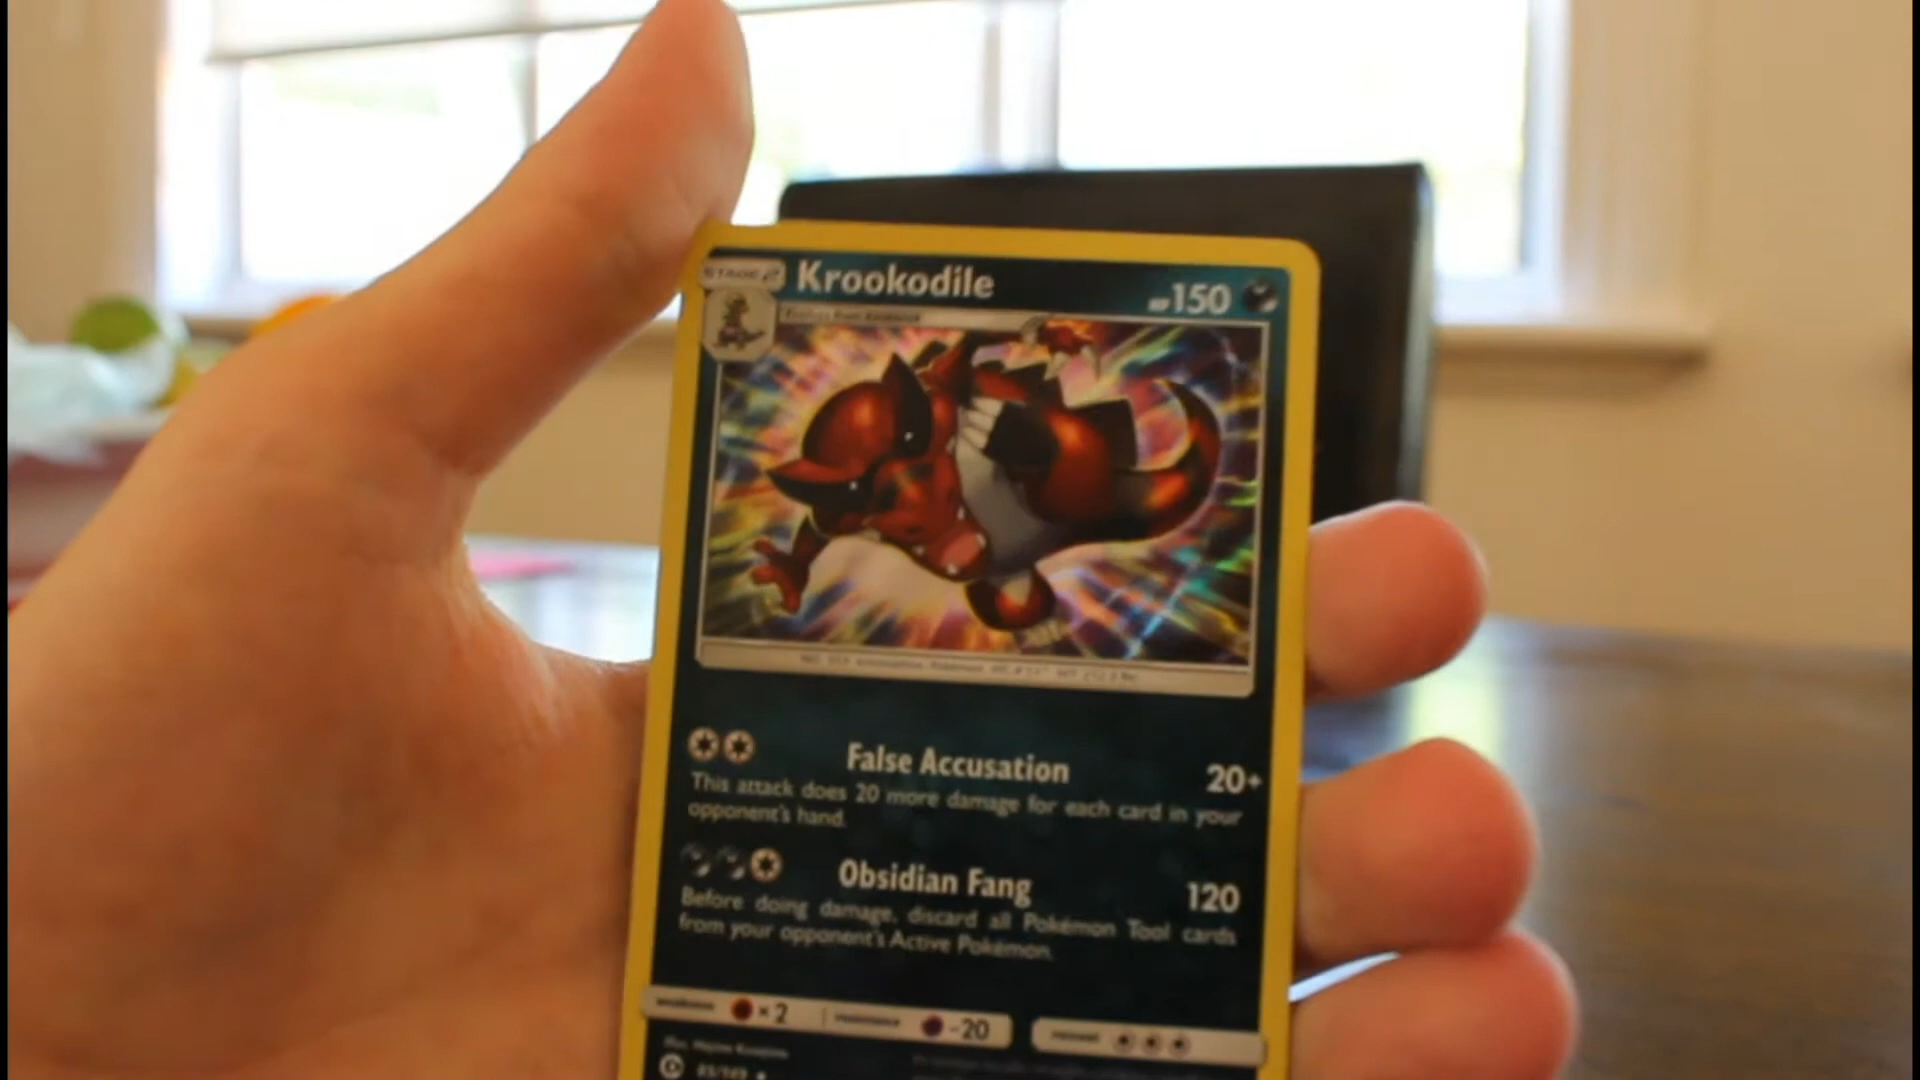 STAGE 2
Krookodile
HP150
False Accusation
20+
This attack does 20 more damage for each card in your
opponent's hand.
Obsidian Fang
120
Before doing damage, discard all Pokémon Tool cards
from your opponent's Active Pokémon.
weakness ×2
resistance -20
retreat